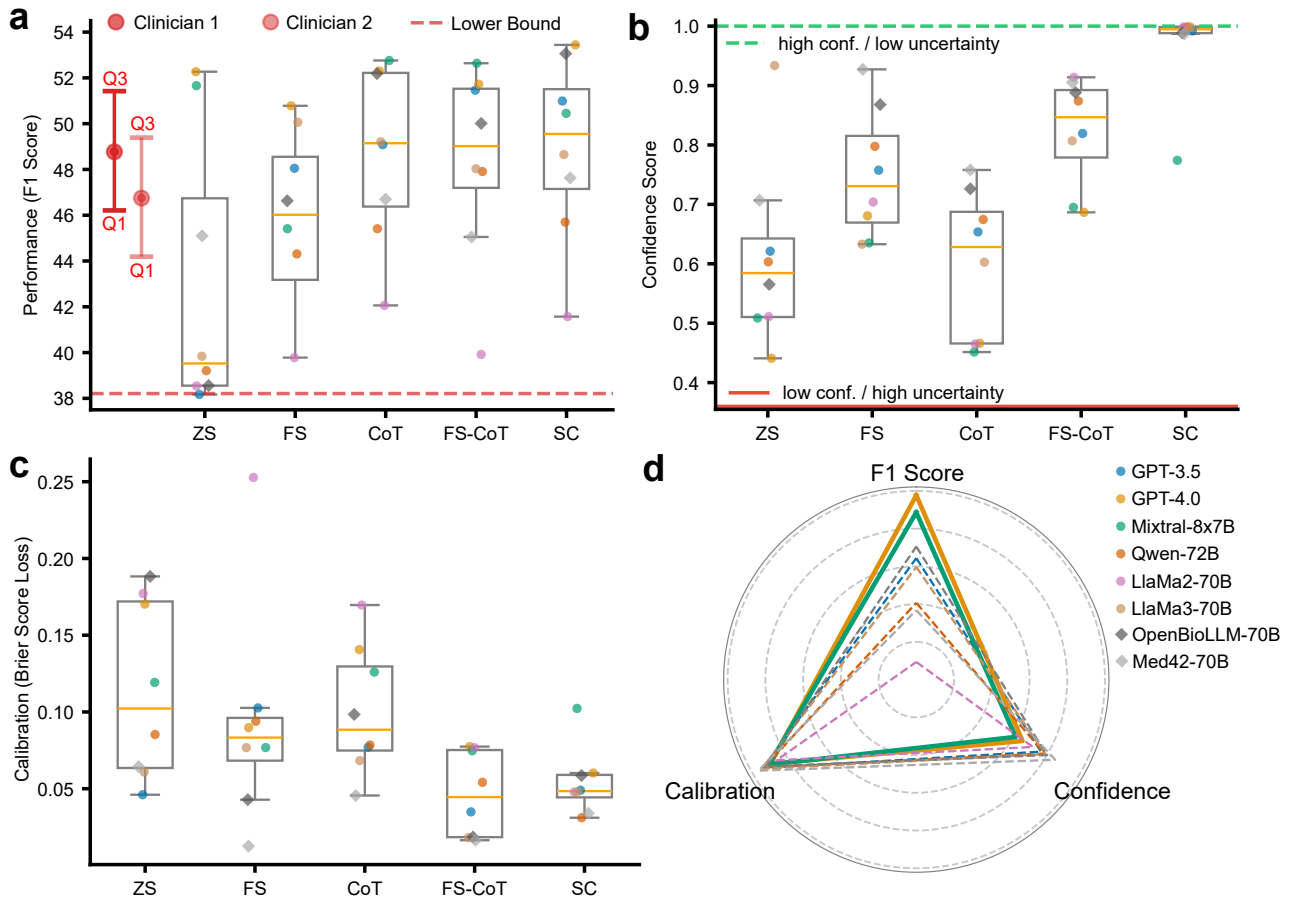 a
Clinician 1
Clinician 2
Lower Bound
Performance (F1 Score)
54
52
50
48
46
44
42
40
38
Q3
Q3
Q1
Q1
ZS
FS
CoT
FS-CoT
SC
b
Confidence Score
1.0
0.9
0.8
0.7
0.6
0.5
0.4
high conf. / low uncertainty
low conf. / high uncertainty
ZS
FS
CoT
FS-CoT
SC
c
Calibration (Brier Score Loss)
0.25
0.20
0.15
0.10
0.05
ZS
FS
CoT
FS-CoT
SC
d
F1 Score
Calibration
Confidence
GPT-3.5
GPT-4.0
Mixtral-8x7B
Qwen-72B
LlaMa2-70B
LlaMa3-70B
OpenBioLLM-70B
Med42-70B